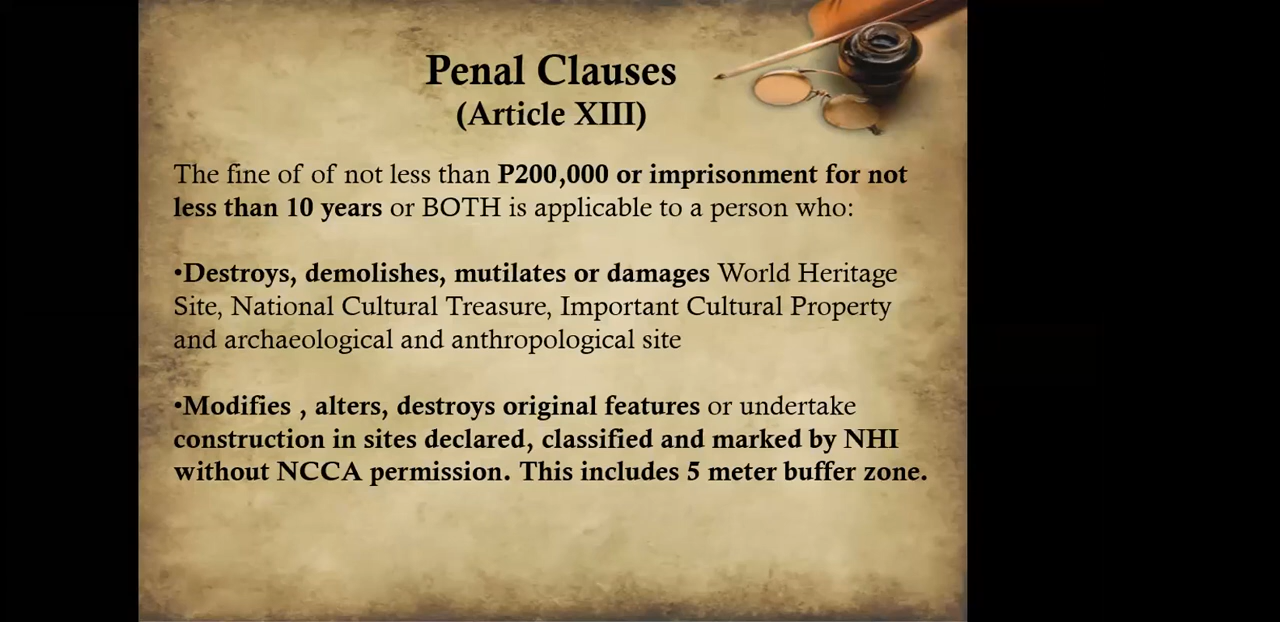 Penal Clauses
(Article XIII)
The fine of of not less than P200,000 or imprisonment for not
less than 10 years or BOTH is applicable to a person who:
•Destroys, demolishes, mutilates or damages World Heritage
Site, National Cultural Treasure, Important Cultural Property
and archaeological and anthropological site
•Modifies , alters, destroys original features or undertake
construction in sites declared, classified and marked by NHI
without NCCA permission. This includes 5 meter buffer zone.